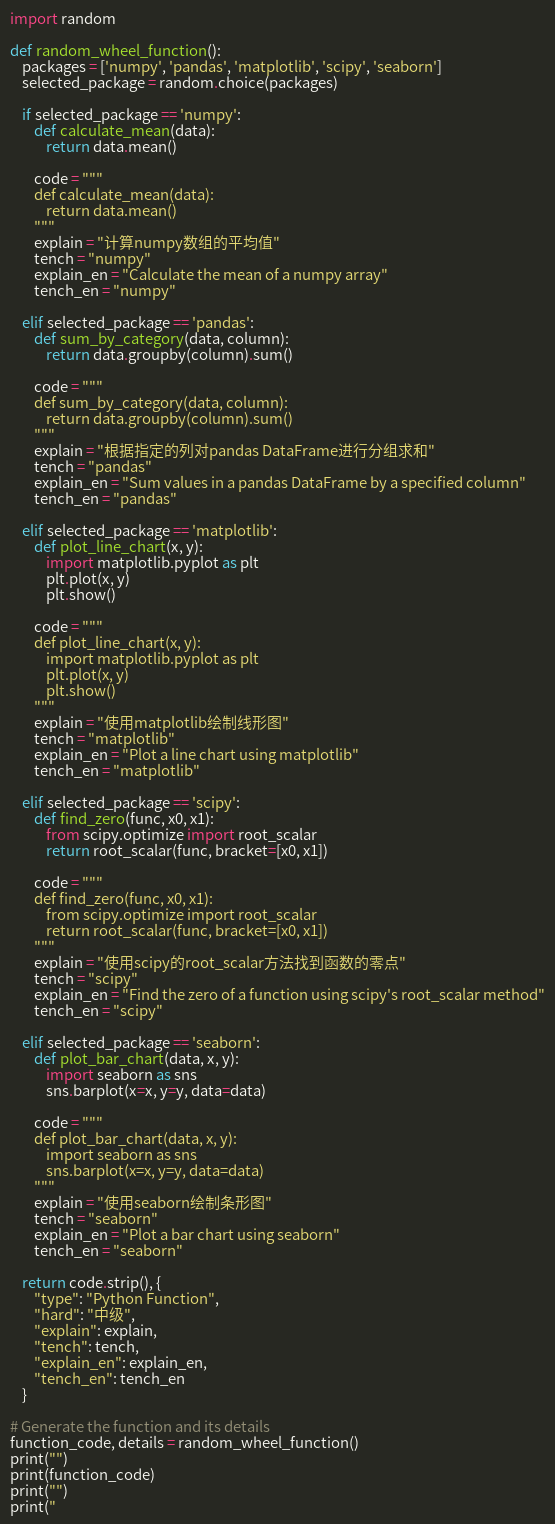 import random

def random_wheel_function():
    packages = ['numpy', 'pandas', 'matplotlib', 'scipy', 'seaborn']
    selected_package = random.choice(packages)

    if selected_package == 'numpy':
        def calculate_mean(data):
            return data.mean()

        code = """
        def calculate_mean(data):
            return data.mean()
        """
        explain = "计算numpy数组的平均值"
        tench = "numpy"
        explain_en = "Calculate the mean of a numpy array"
        tench_en = "numpy"

    elif selected_package == 'pandas':
        def sum_by_category(data, column):
            return data.groupby(column).sum()

        code = """
        def sum_by_category(data, column):
            return data.groupby(column).sum()
        """
        explain = "根据指定的列对pandas DataFrame进行分组求和"
        tench = "pandas"
        explain_en = "Sum values in a pandas DataFrame by a specified column"
        tench_en = "pandas"

    elif selected_package == 'matplotlib':
        def plot_line_chart(x, y):
            import matplotlib.pyplot as plt
            plt.plot(x, y)
            plt.show()

        code = """
        def plot_line_chart(x, y):
            import matplotlib.pyplot as plt
            plt.plot(x, y)
            plt.show()
        """
        explain = "使用matplotlib绘制线形图"
        tench = "matplotlib"
        explain_en = "Plot a line chart using matplotlib"
        tench_en = "matplotlib"

    elif selected_package == 'scipy':
        def find_zero(func, x0, x1):
            from scipy.optimize import root_scalar
            return root_scalar(func, bracket=[x0, x1])

        code = """
        def find_zero(func, x0, x1):
            from scipy.optimize import root_scalar
            return root_scalar(func, bracket=[x0, x1])
        """
        explain = "使用scipy的root_scalar方法找到函数的零点"
        tench = "scipy"
        explain_en = "Find the zero of a function using scipy's root_scalar method"
        tench_en = "scipy"

    elif selected_package == 'seaborn':
        def plot_bar_chart(data, x, y):
            import seaborn as sns
            sns.barplot(x=x, y=y, data=data)

        code = """
        def plot_bar_chart(data, x, y):
            import seaborn as sns
            sns.barplot(x=x, y=y, data=data)
        """
        explain = "使用seaborn绘制条形图"
        tench = "seaborn"
        explain_en = "Plot a bar chart using seaborn"
        tench_en = "seaborn"

    return code.strip(), {
        "type": "Python Function",
        "hard": "中级",
        "explain": explain,
        "tench": tench,
        "explain_en": explain_en,
        "tench_en": tench_en
    }

# Generate the function and its details
function_code, details = random_wheel_function()
print("")
print(function_code)
print("")
print("